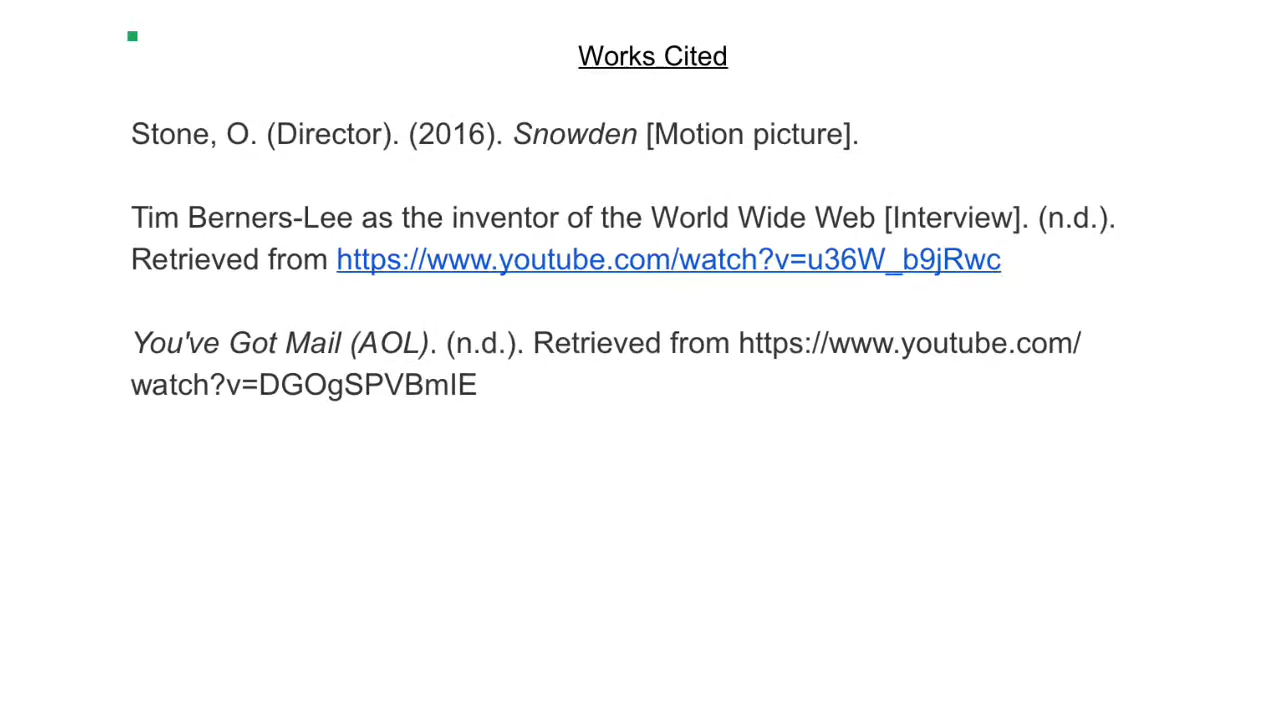 Works Cited
Stone, O. (Director). (2016). Snowden [Motion picture].
Tim Berners-Lee as the inventor of the World Wide Web [Interview]. (n.d.).
Retrieved from https://www.youtube.com/watch?v=u36W_b9jRwc
You've Got Mail (AOL). (n.d.). Retrieved from https://www.youtube.com/
watch?v=DGOgSPVBmIE